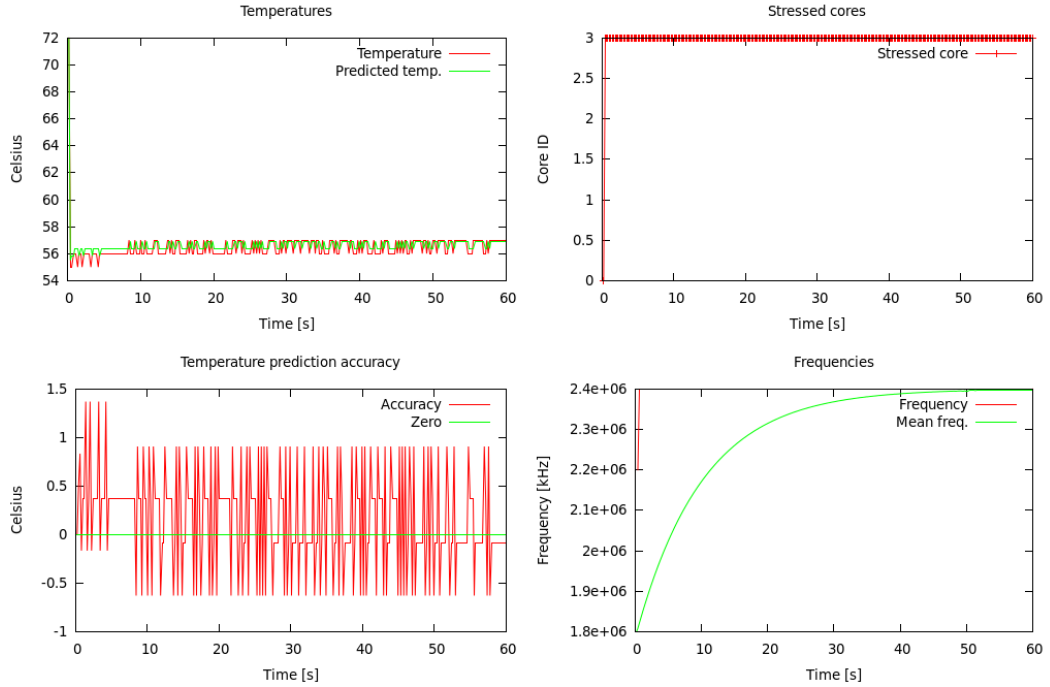 Temperatures
72
70
68
66
64
62
60
58
56
54
Celsius
Temperature
Predicted temp.
0
10
20
30
40
50
60
Time [s]
Stressed cores
3
2.5
2
1.5
1
0.5
0
Core ID
Stressed core
0
10
20
30
40
50
60
Time [s]
Temperature prediction accuracy
1.5
1
0.5
0
-0.5
-1
Celsius
Accuracy
Zero
0
10
20
30
40
50
60
Time [s]
Frequencies
2.4e+06
2.3e+06
2.2e+06
2.1e+06
2e+06
1.9e+06
1.8e+06
Frequency [kHz]
Frequency
Mean freq.
0
10
20
30
40
50
60
Time [s]